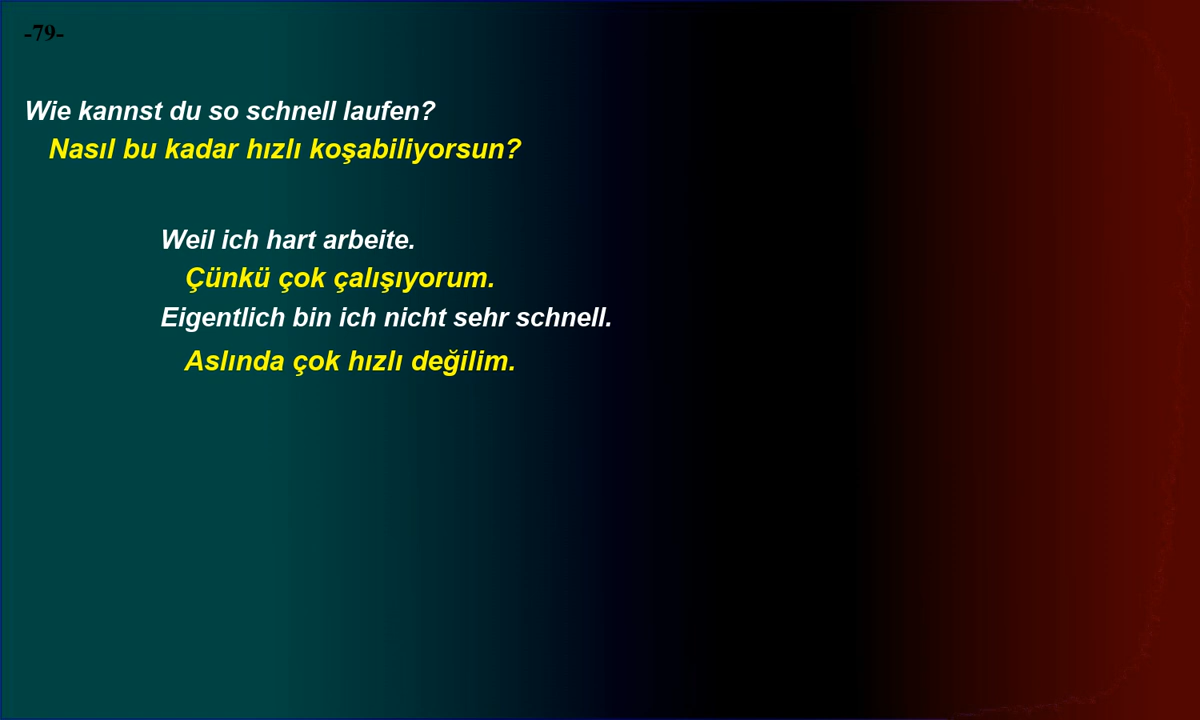 -79-
Wie kannst du so schnell laufen?
Nasıl bu kadar hızlı koşabiliyorsun?
Weil ich hart arbeite.
Çünkü çok çalışıyorum.
Eigentlich bin ich nicht sehr schnell.
Aslında çok hızlı değilim.